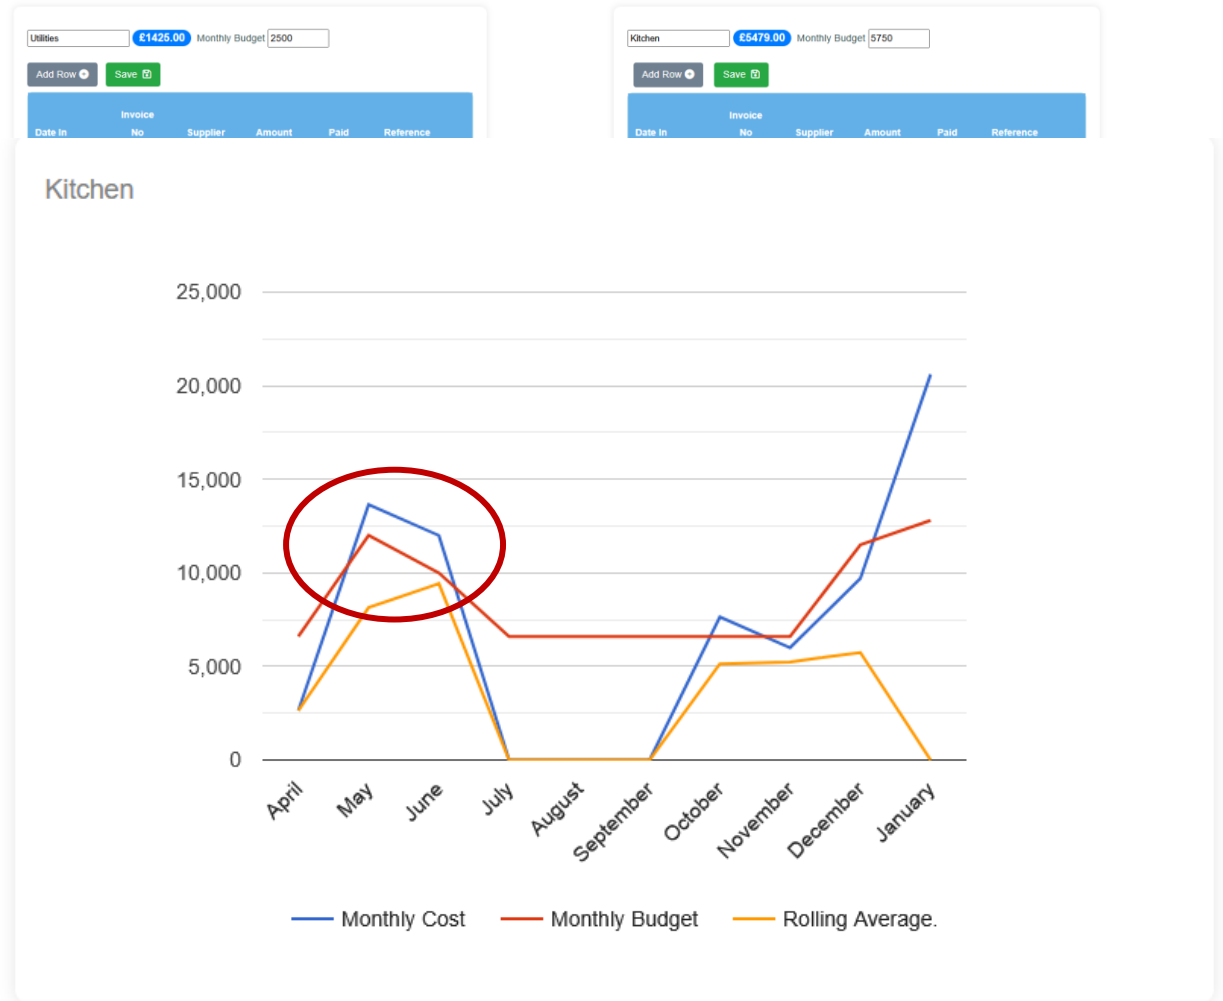 Utilities £1425.00 Monthly Budget 2500
Add Row Save
Invoice
Date In No Supplier Amount Paid Reference
Kitchen £5479.00 Monthly Budget 5750
Add Row Save
Invoice
Date In No Supplier Amount Paid Reference
Kitchen
25,000
20,000
15,000
10,000
5,000
0
April May June July August September October November December January
Monthly Cost Monthly Budget Rolling Average.